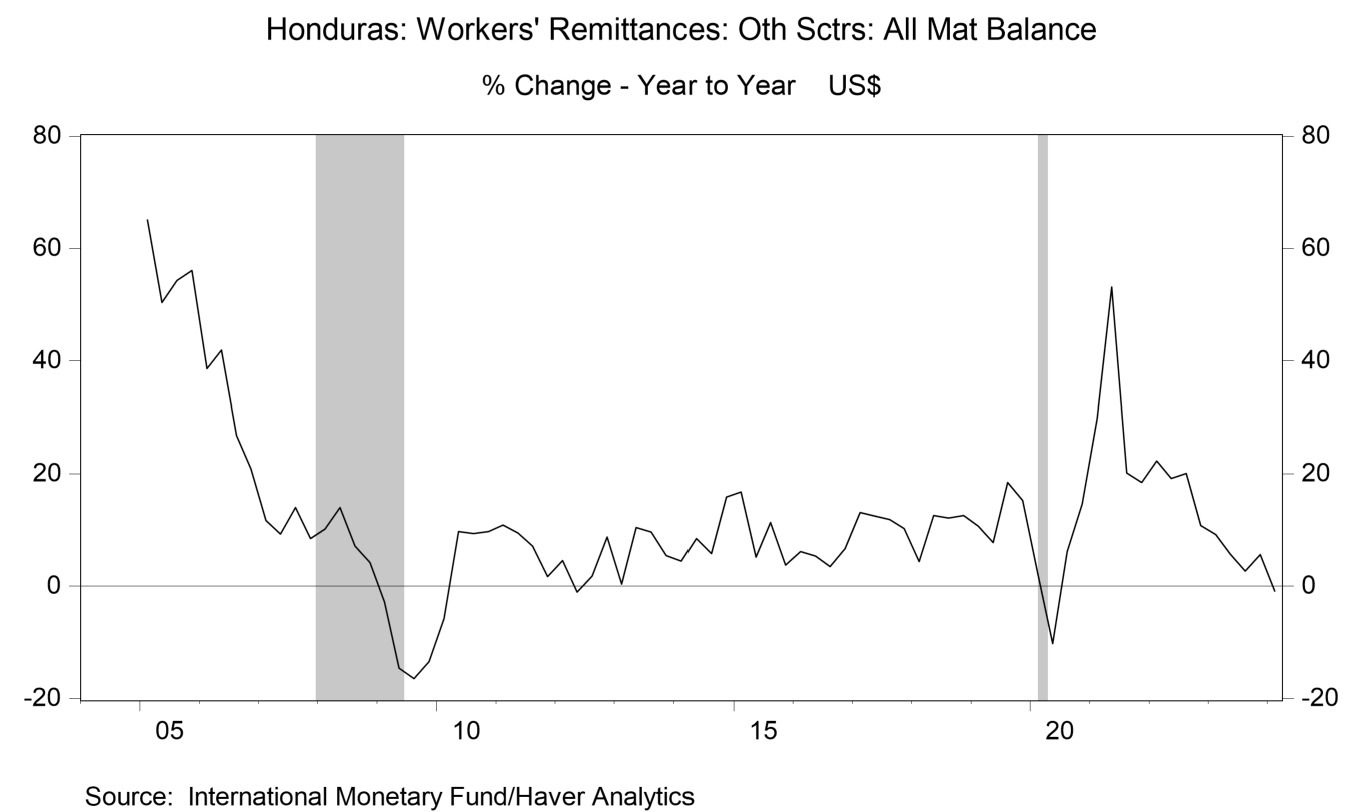 Honduras: Workers' Remittances: Oth Sctrs: All Mat Balance
% Change - Year to Year US$
80 80
60 60
40 40
20 20
0 0
-20 -20
05 10 15 20
Source: International Monetary Fund/Haver Analytics